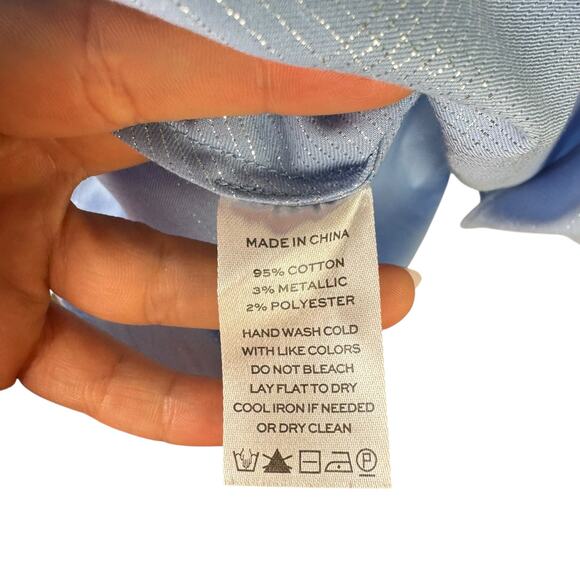 MADE IN CHINA
95% COTTON
3% METALLIC
2% POLYESTER
HAND WASH COLD
WITH LIKE COLORS
DO NOT BLEACH
LAY FLAT TO DRY
COOL IRON IF NEEDED
OR DRY CLEAN
P